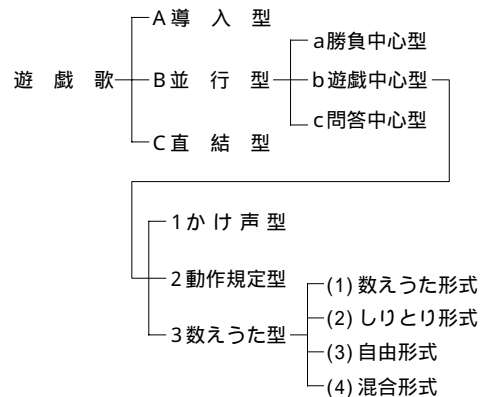 A導入型
a勝負中心型
遊戯歌 B並行型 b遊戯中心型
c問答中心型
C直結型
1かけ声型
2動作規定型
(1) 数えうた形式
(2) しりとり形式
3数えうた型
(3) 自由形式
(4) 混合形式